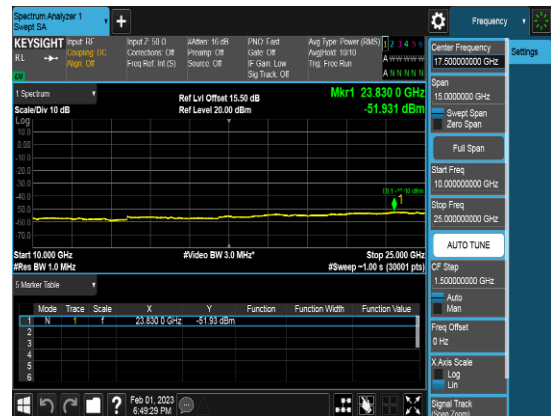 Spectrum Analyzer 1
Swept SA
Frequency
KEYSIGHT
RL
Input: RF
Coupling: DC
Align: Off
Input Z: 50 Ω
Corrections: Off
Freq Ref: Int (S)
#Atten: 16 dB
Preamp: Off
Source: Off
PNO: Fast
Gate: Off
IF Gain: Low
Sig Track: Off
Avg Type: Power (RMS)
Avg|Hold: 10/10
Trig: Free Run
1 2 3 4 5 6
A W W W W W
A N N N N N
Center Frequency
17.500000000 GHz
Settings
Span
15.0000000 GHz
Swept Span
Zero Span
Full Span
Start Freq
10.000000000 GHz
Stop Freq
25.000000000 GHz
AUTO TUNE
CF Step
1.500000000 GHz
Auto
Man
Freq Offset
0 Hz
X Axis Scale
Log
Lin
Signal Track
(Span Zoom)
1 Spectrum
Scale/Div 10 dB
Ref Lvl Offset 15.50 dB
Ref Level 20.00 dBm
Mkr1 23.830 0 GHz
-51.931 dBm
Log
10.0
0.00
-10.0
-20.0
-30.0
-40.0
-50.0
-60.0
-70.0
1
Start 10.000 GHz
#Res BW 1.0 MHz
#Video BW 3.0 MHz*
Stop 25.000 GHz
#Sweep ~1.00 s (30001 pts)
5 Marker Table
Mode Trace Scale X Y Function Function Width Function Value
1 N 1 f 23.830 0 GHz -51.93 dBm
2
3
4
5
6
Feb 01, 2023
6:49:29 PM